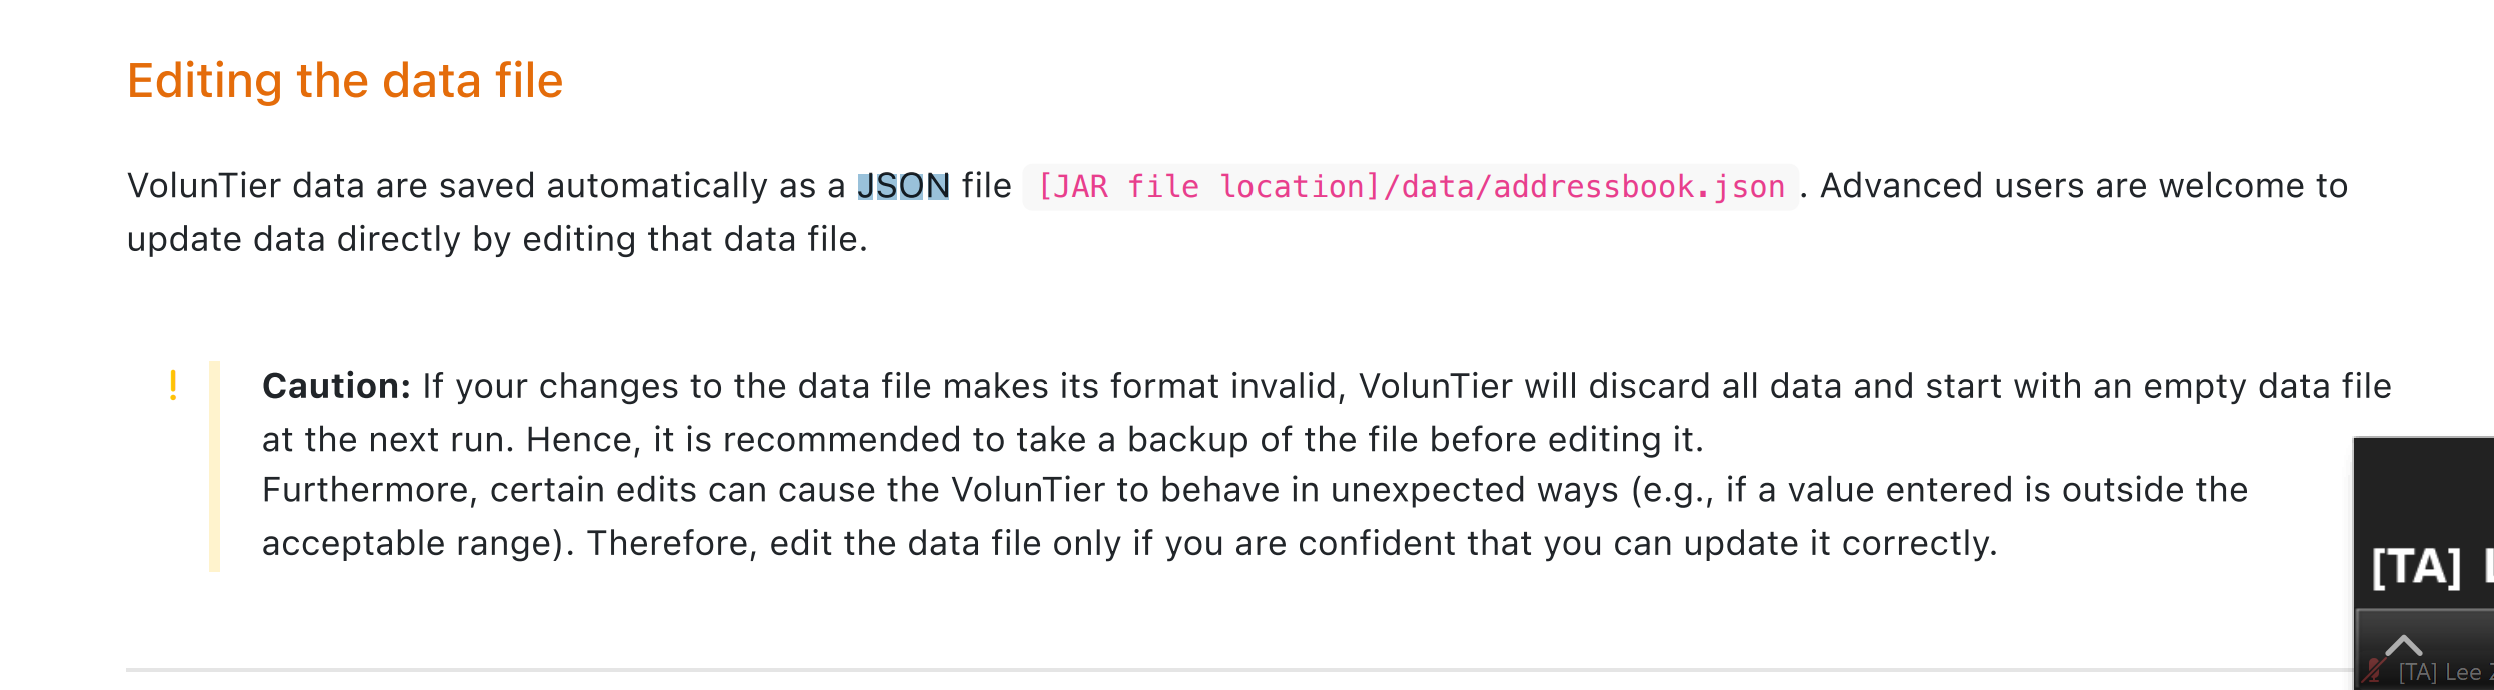 Editing the data file
VolunTier data are saved automatically as a JSON file [JAR file location]/data/addressbook.json. Advanced users are welcome to
update data directly by editing that data file.
! Caution: If your changes to the data file makes its format invalid, VolunTier will discard all data and start with an empty data file
at the next run. Hence, it is recommended to take a backup of the file before editing it.
Furthermore, certain edits can cause the VolunTier to behave in unexpected ways (e.g., if a value entered is outside the
acceptable range). Therefore, edit the data file only if you are confident that you can update it correctly.
[TA]
[TA] Lee